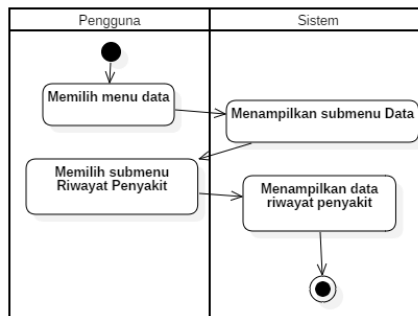 Pengguna
Sistem
Memilih menu data
Menampilkan submenu Data
Memilih submenu
Riwayat Penyakit
Menampilkan data
riwayat penyakit